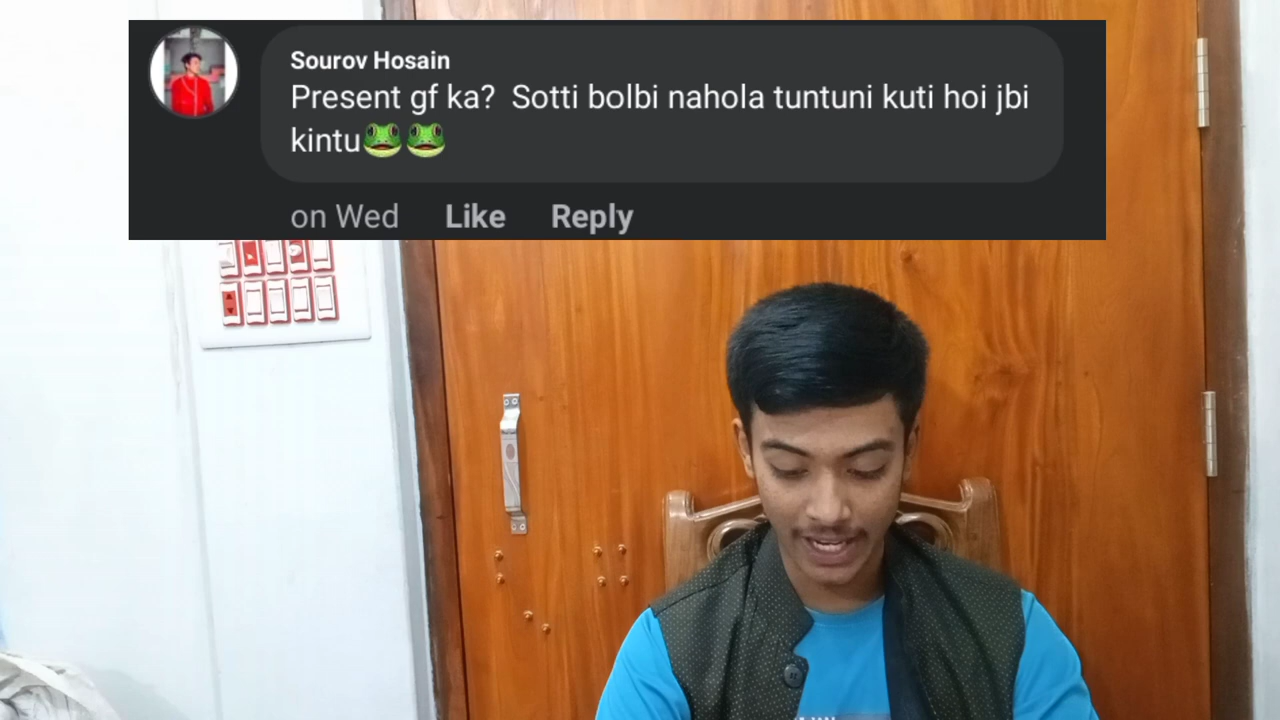 Sourov Hosain
Present gf ka? Sotti bolbi nahola tuntuni kuti hoi jbi
kintu🐸🐸
on Wed Like Reply